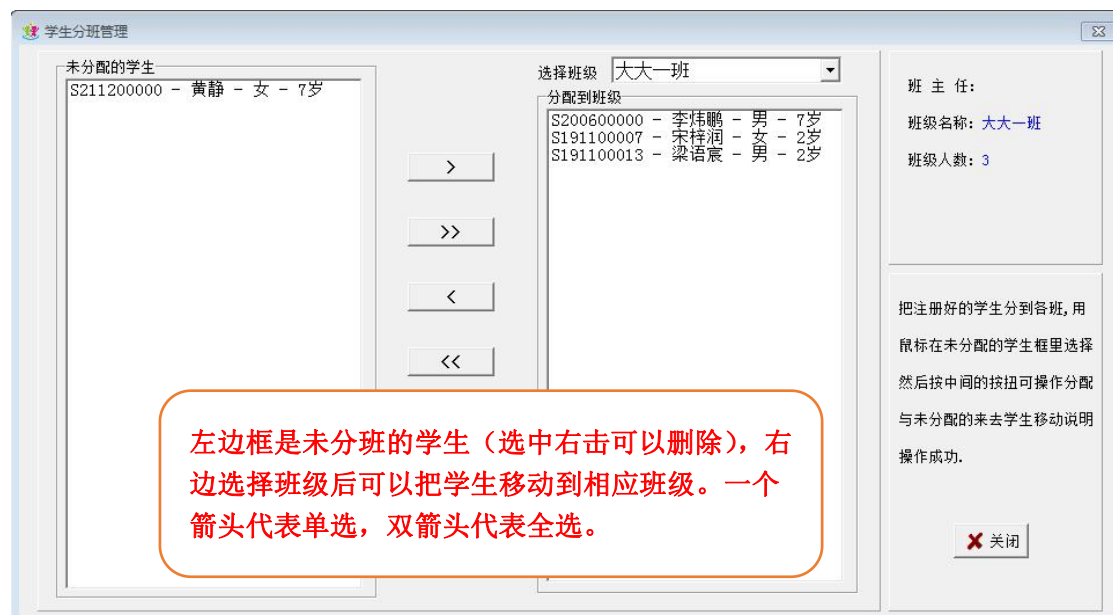 学生分班管理
未分配的学生
S211200000 - 黄静 - 女 - 7岁
>
>>
<
<<
选择班级 大大一班
分配到班级
S200600000 - 李炜鹏 - 男 - 7岁
S191100007 - 宋梓润 - 女 - 2岁
S191100013 - 梁语宸 - 男 - 2岁
班 主 任:
班级名称: 大大一班
班级人数: 3
把注册好的学生分到各班,用
鼠标在未分配的学生框里选择
然后按中间的按扭可操作分配
与未分配的来去学生移动说明
操作成功.
关闭
左边框是未分班的学生（选中右击可以删除），右
边选择班级后可以把学生移动到相应班级。一个
箭头代表单选，双箭头代表全选。